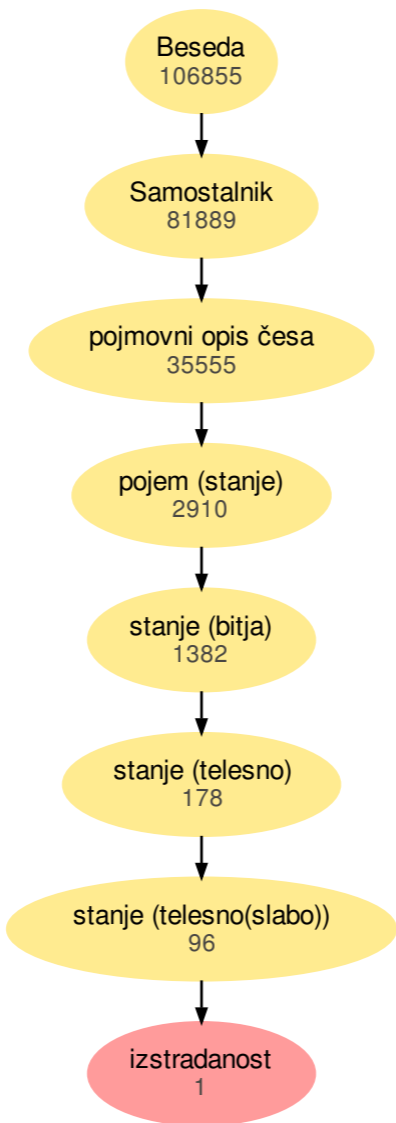 Beseda
106855
Samostalnik
81889
pojmovni opis česa
35555
pojem (stanje)
2910
stanje (bitja)
1382
stanje (telesno)
178
stanje (telesno(slabo))
96
izstradanost
1